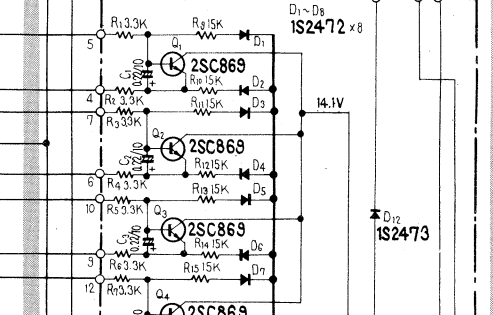 R1 3.3K R9 15K D1~D8
1S2472 ×8
5 Q1 D1
2SC869
C1 0.22/10 + R10 15K D2
4 R2 3.3K R11 15K D3 14.1V
7 R3 3.3K
Q2 2SC869
C2 0.22/10 +
R12 15K D4
6 R4 3.3K R13 15K D5
10 R5 3.3K
Q3 D12
2SC869 1S2473
C3 0.22/10 +
R14 15K D6
9 R6 3.3K R15 15K D7
12 R7 3.3K
Q4 2SC869